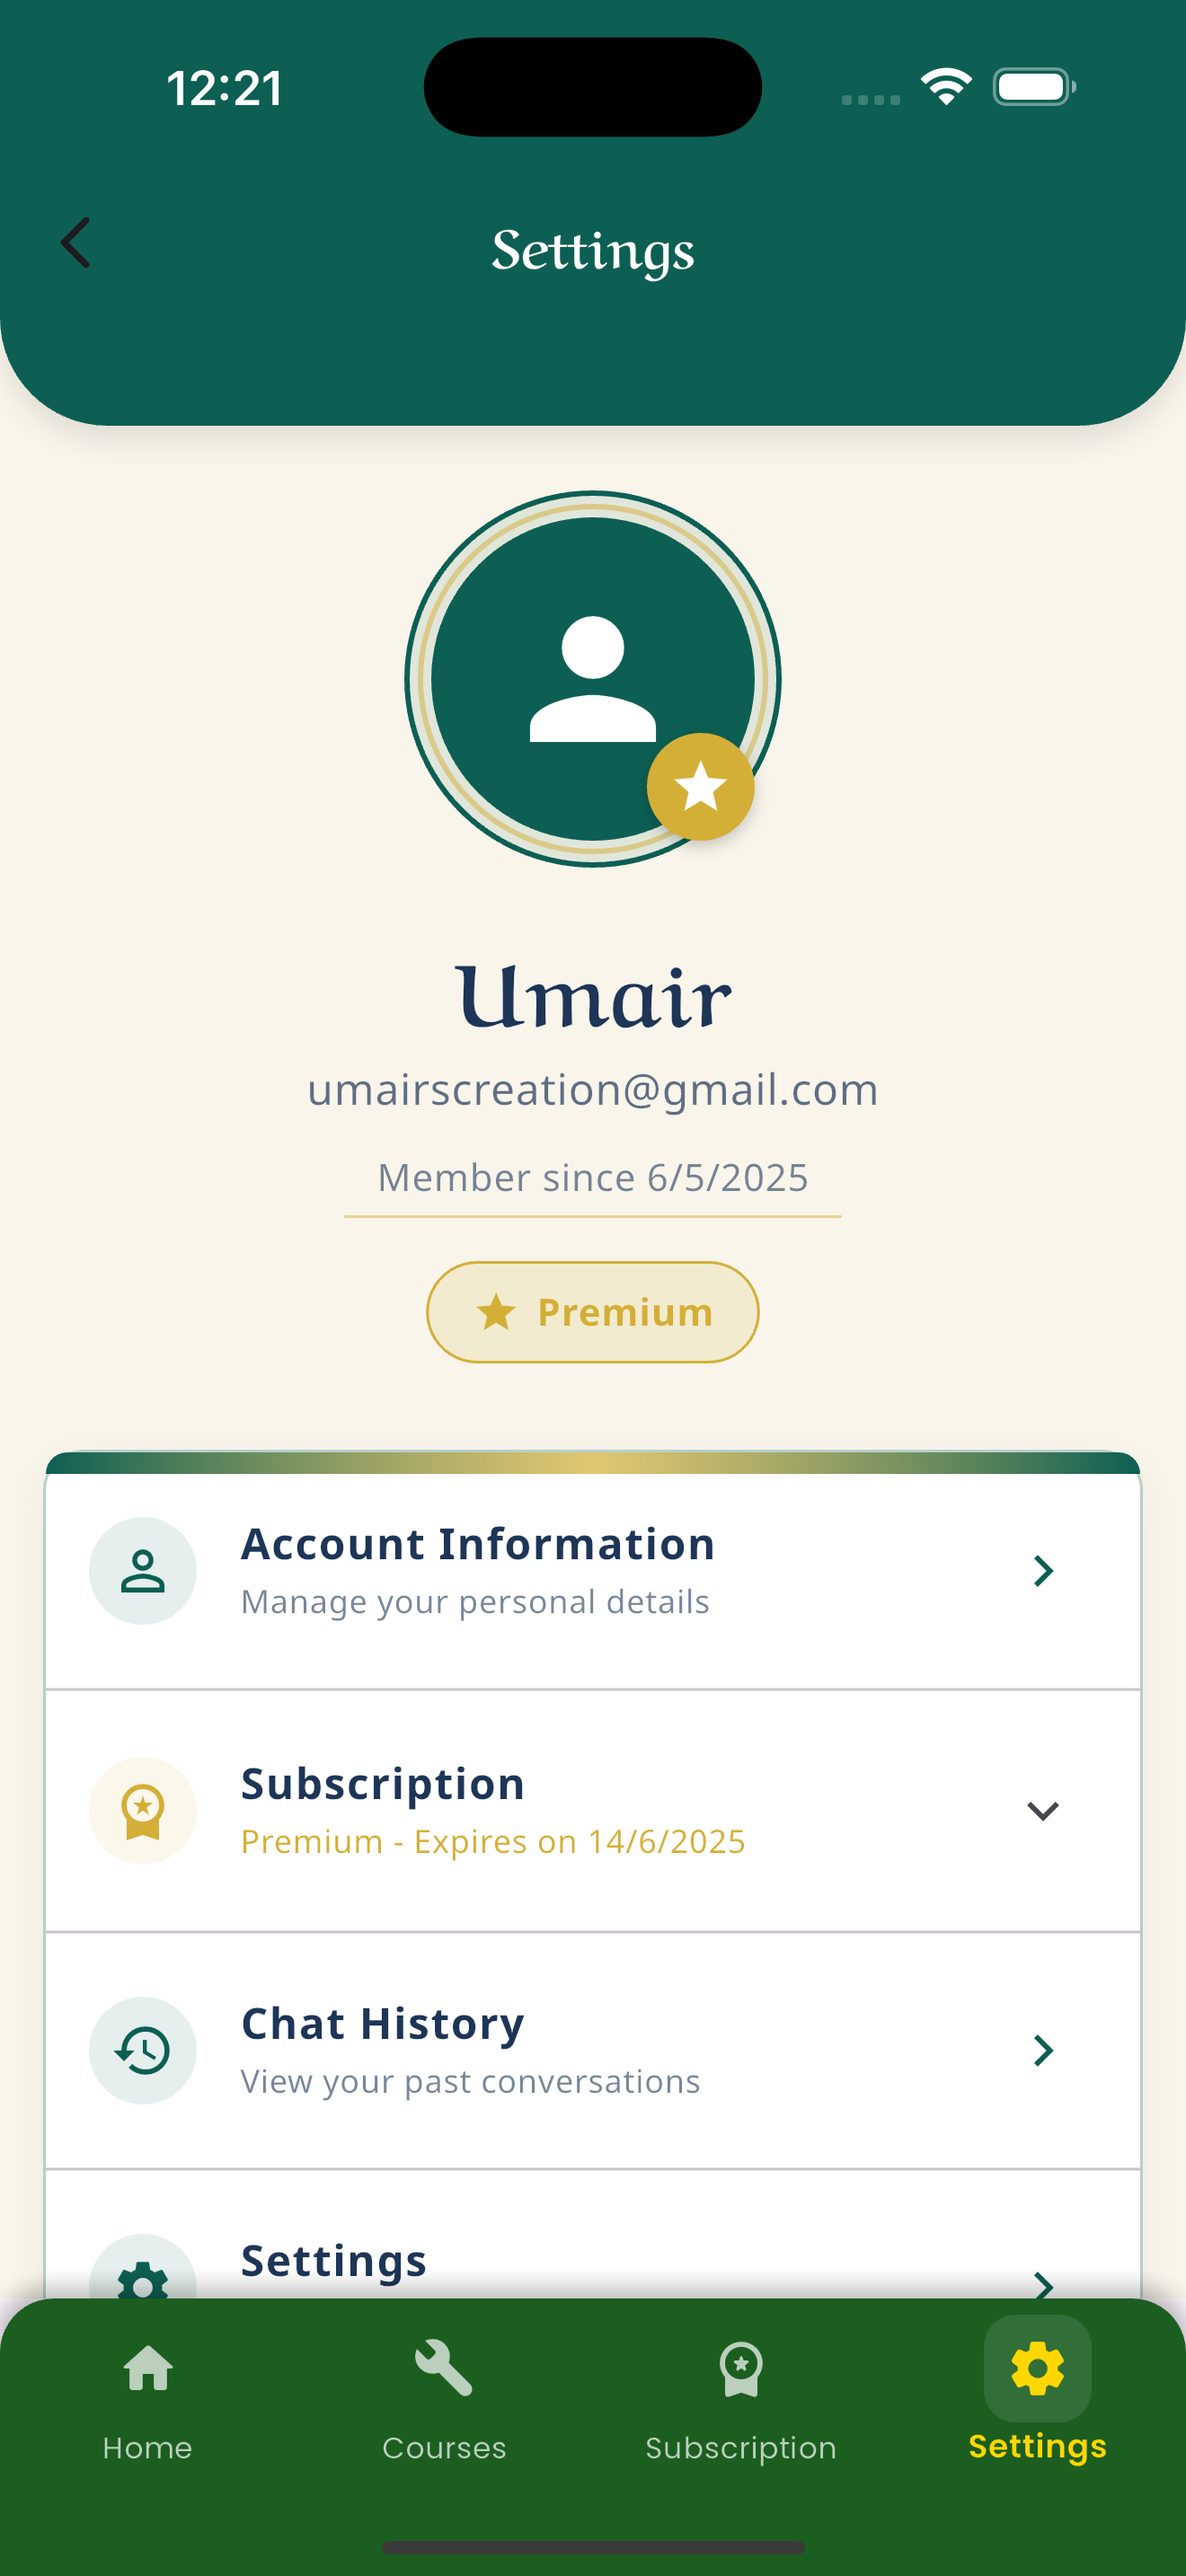 12:21
Settings
Umair
umairscreation@gmail.com
Member since 6/5/2025
Premium
Account Information
Manage your personal details
Subscription
Premium - Expires on 14/6/2025
Chat History
View your past conversations
Settings
Home
Courses
Subscription
Settings